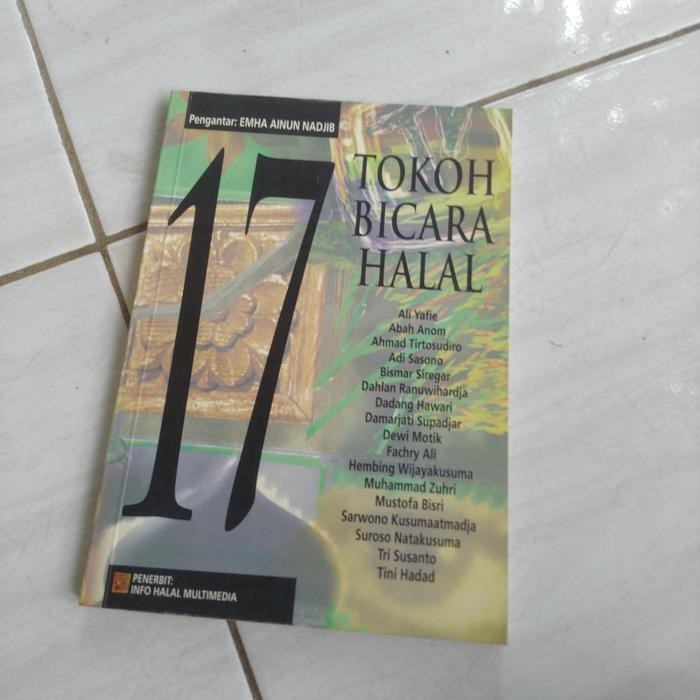 Pengantar: EMHA AINUN NADJIB
17
TOKOH
BICARA
HALAL
Ali Yafie
Abah Anom
Ahmad Tirtosudiro
Adi Sasono
Bismar Siregar
Dahlan Ranuwihardja
Dadang Hawari
Damarjati Supadjar
Dewi Motik
Fachry Ali
Hembing Wijayakusuma
Muhammad Zuhri
Mustofa Bisri
Sarwono Kusumaatmadja
Suroso Natakusuma
Tri Susanto
Tini Hadad
PENERBIT:
INFO HALAL MULTIMEDIA